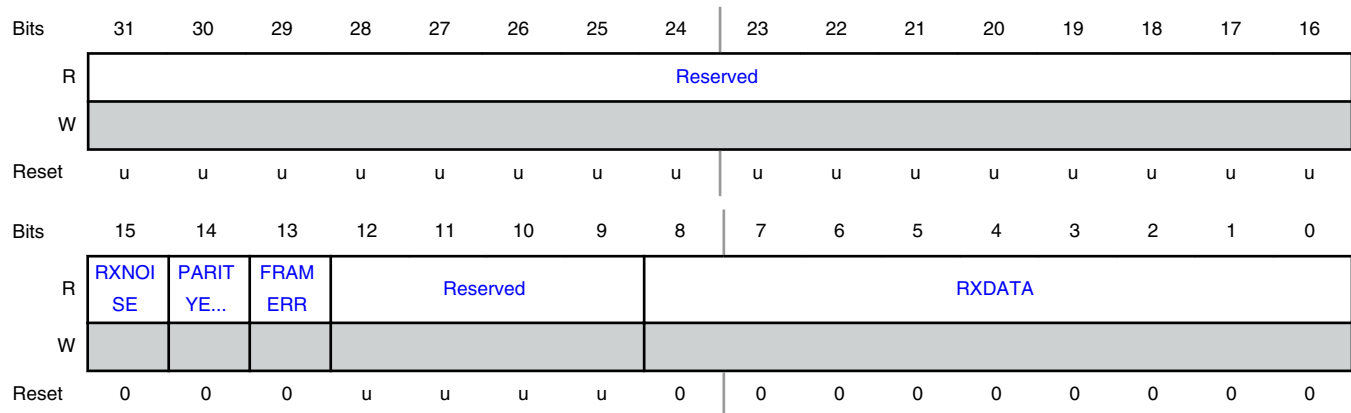 Bits 31 30 29 28 27 26 25 24 23 22 21 20 19 18 17 16
R Reserved
W
Reset u u u u u u u u u u u u u u u u
Bits 15 14 13 12 11 10 9 8 7 6 5 4 3 2 1 0
R RXNOI SE PARIT YE... FRAM ERR Reserved RXDATA
W
Reset 0 0 0 u u u u 0 0 0 0 0 0 0 0 0